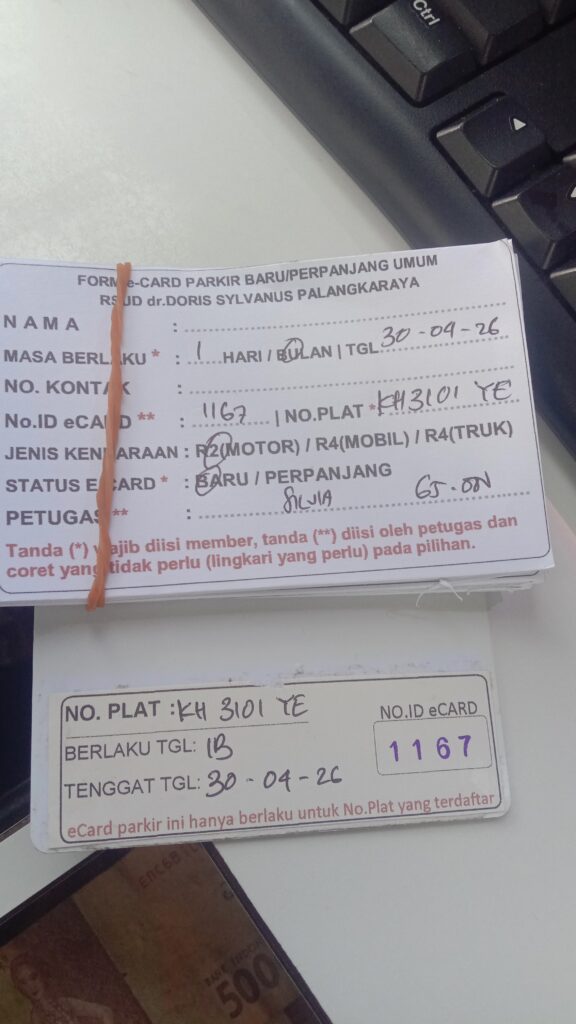 Ctrl
FORM e-CARD PARKIR BARU/PERPANJANG UMUM
RSUD dr.DORIS SYLVANUS PALANGKARAYA
NAMA :
MASA BERLAKU * : 1 HARI / BULAN | TGL 30-04-26
NO. KONTAK :
No.ID eCARD ** : 1167 | NO.PLAT * KH 3101 YE
JENIS KENDARAAN : R2(MOTOR) / R4(MOBIL) / R4(TRUK)
STATUS E-CARD * : BARU / PERPANJANG
PETUGAS ** : SILVIA
Tanda (*) wajib diisi member, tanda (**) diisi oleh petugas dan
coret yang tidak perlu (lingkari yang perlu) pada pilihan.
NO. PLAT : KH 3101 YE
NO.ID eCARD
BERLAKU TGL: 1B
1167
TENGGAT TGL: 30-04-26
eCard parkir ini hanya berlaku untuk No.Plat yang terdaftar
500